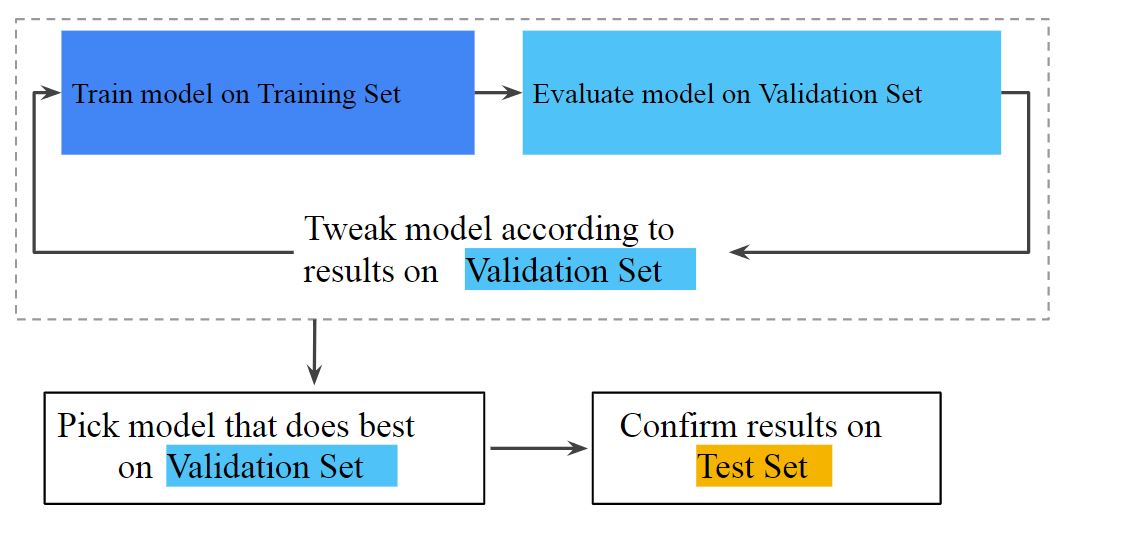 Train model on Training Set
Evaluate model on Validation Set
Tweak model according to
results on Validation Set
Pick model that does best
on Validation Set
Confirm results on
Test Set